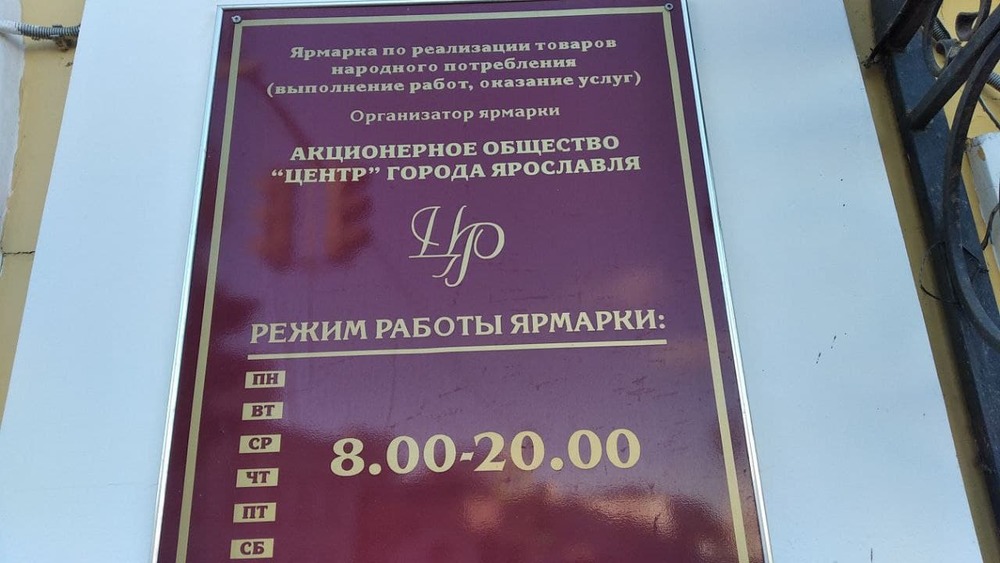 Ярмарка по реализации товаров
народного потребления
(выполнение работ, оказание услуг)
Организатор ярмарки
АКЦИОНЕРНОЕ ОБЩЕСТВО
“ЦЕНТР” ГОРОДА ЯРОСЛАВЛЯ
РЕЖИМ РАБОТЫ ЯРМАРКИ:
ПН
ВТ
СР
8.00-20.00
ЧТ
ПТ
СБ